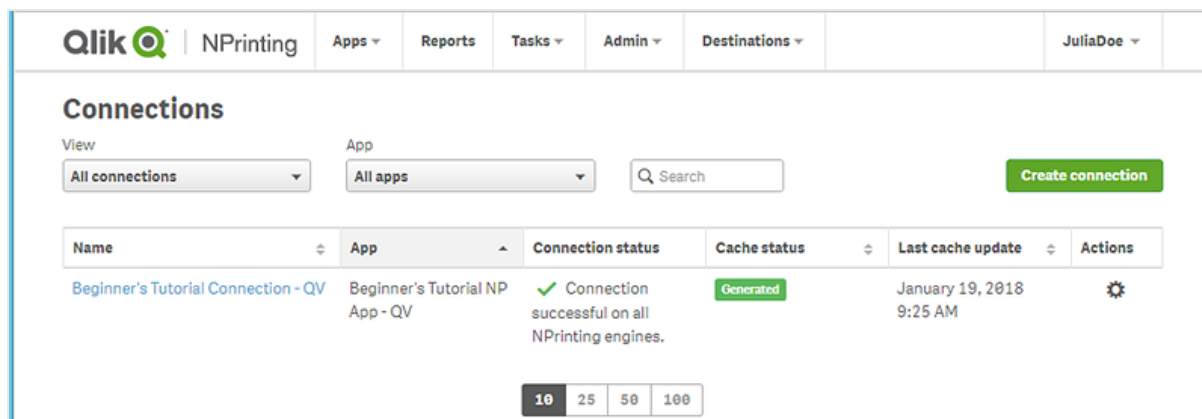 Qlik NPrinting Apps Reports Tasks Admin Destinations JuliaDoe
Connections
View App
All connections All apps Search Create connection
Name App Connection status Cache status Last cache update Actions
Beginner's Tutorial Connection - QV Beginner's Tutorial NP Connection Generated January 19, 2018
App - QV successful on all 9:25 AM
NPrinting engines.
10 25 50 100